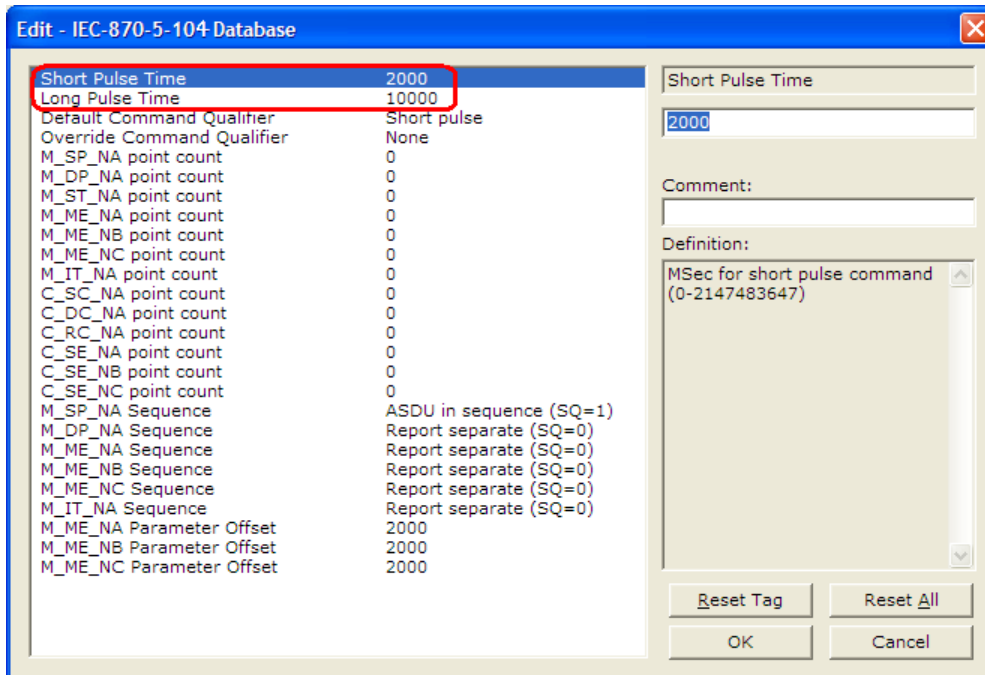 Edit - IEC-870-5-104 Database
Short Pulse Time 2000
Long Pulse Time 10000
Default Command Qualifier Short pulse
Override Command Qualifier None
M_SP_NA point count 0
M_DP_NA point count 0
M_ST_NA point count 0
M_ME_NA point count 0
M_ME_NB point count 0
M_ME_NC point count 0
M_IT_NA point count 0
C_SC_NA point count 0
C_DC_NA point count 0
C_RC_NA point count 0
C_SE_NA point count 0
C_SE_NB point count 0
C_SE_NC point count 0
M_SP_NA Sequence ASDU in sequence (SQ=1)
M_DP_NA Sequence Report separate (SQ=0)
M_ME_NA Sequence Report separate (SQ=0)
M_ME_NB Sequence Report separate (SQ=0)
M_ME_NC Sequence Report separate (SQ=0)
M_IT_NA Sequence Report separate (SQ=0)
M_ME_NA Parameter Offset 2000
M_ME_NB Parameter Offset 2000
M_ME_NC Parameter Offset 2000
Short Pulse Time
2000
Comment:
Definition:
MSec for short pulse command
(0-2147483647)
Reset Tag Reset All
OK Cancel